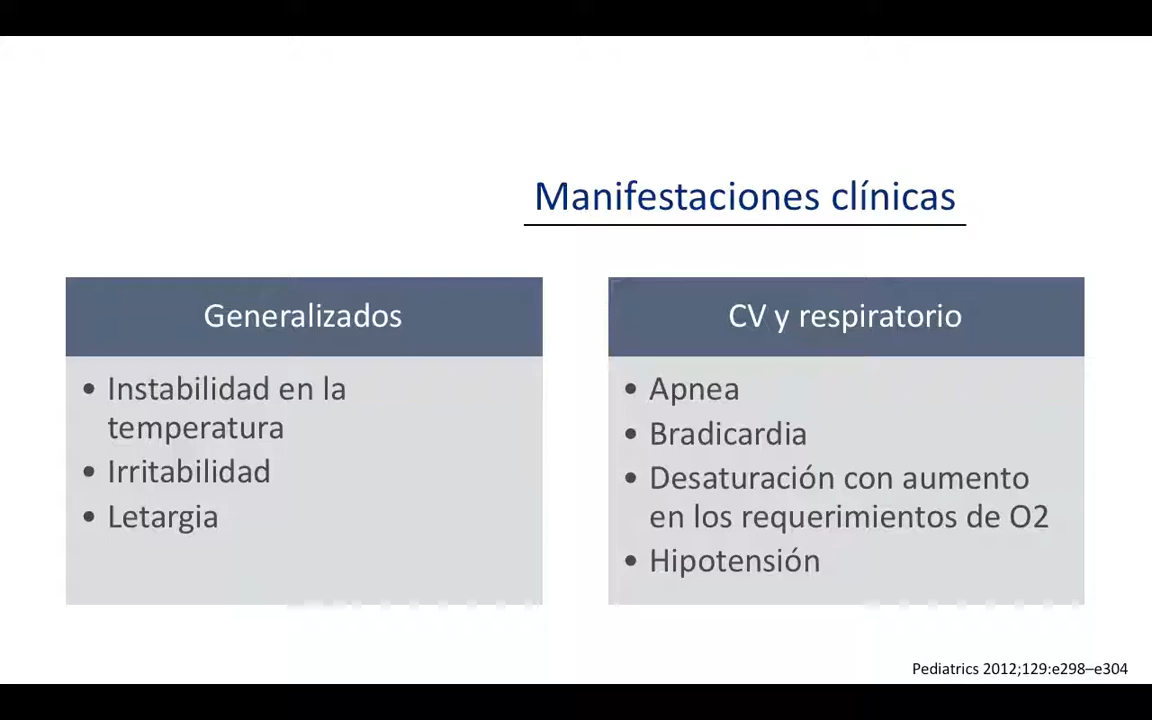 Manifestaciones clínicas
Generalizados
• Instabilidad en la
temperatura
• Irritabilidad
• Letargia
CV y respiratorio
• Apnea
• Bradicardia
• Desaturación con aumento
en los requerimientos de O2
• Hipotensión
Pediatrics 2012;129:e298–e304